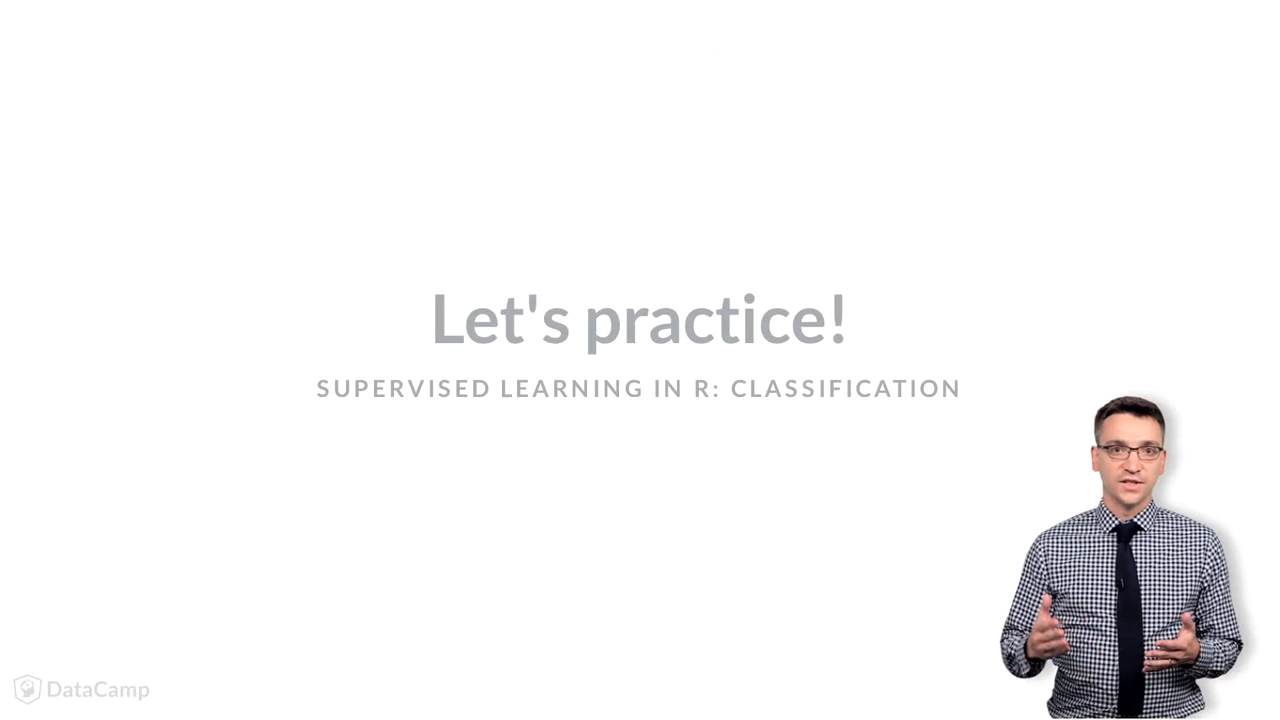 Let's practice!
SUPERVISED LEARNING IN R: CLASSIFICATION
DataCamp